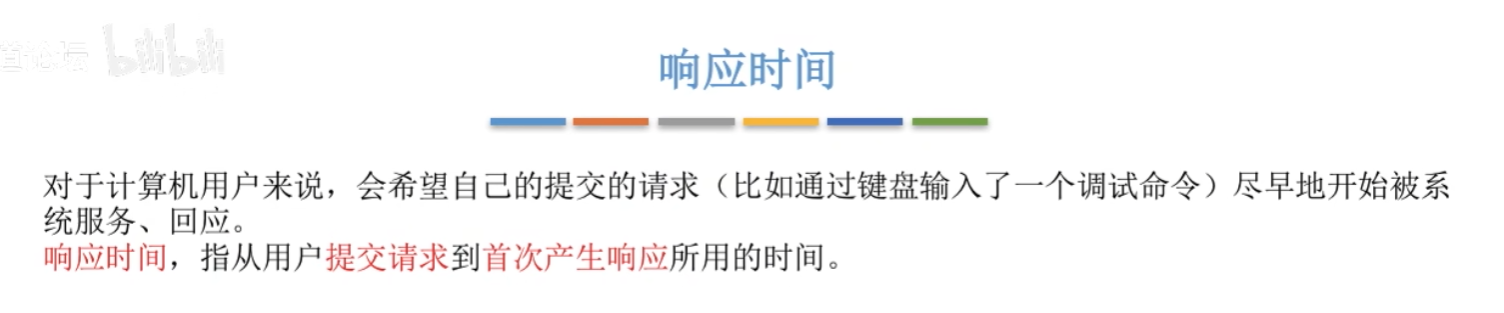 bilibili
响应时间
对于计算机用户来说，会希望自己的提交的请求（比如通过键盘输入了一个调试命令）尽早地开始被系
统服务、回应。
响应时间，指从用户提交请求到首次产生响应所用的时间。